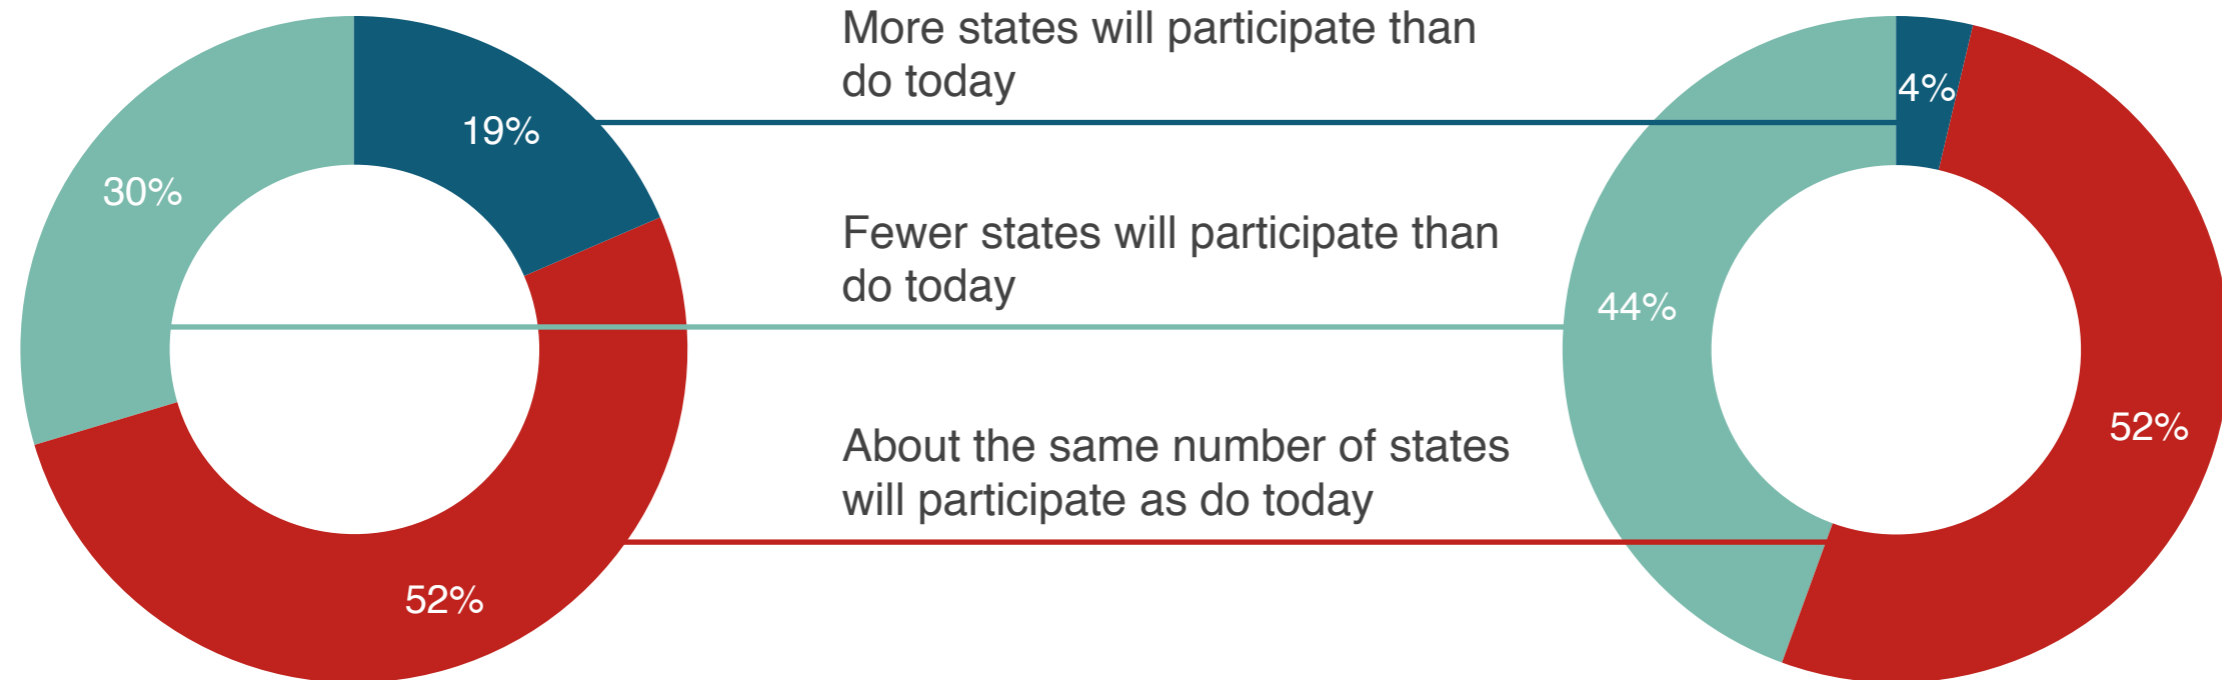 More states will participate than
do today
19%
30%
4%
Fewer states will participate than
do today
44%
52%
About the same number of states
will participate as do today
52%